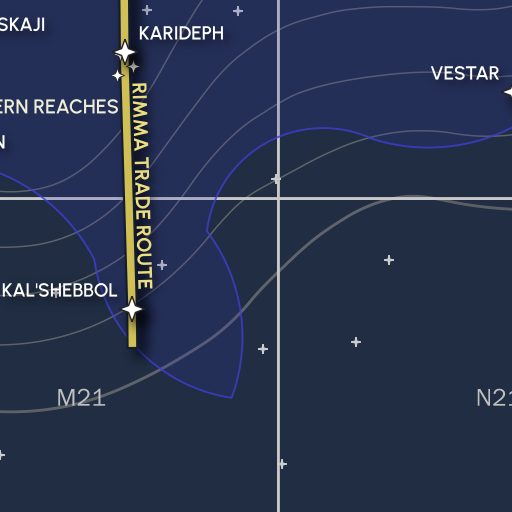 SKAJI
KARIDEPH
VESTAR
ERN REACHES
N
RIMMA TRADE ROUTE
KAL'SHEBBOL
M21
N21